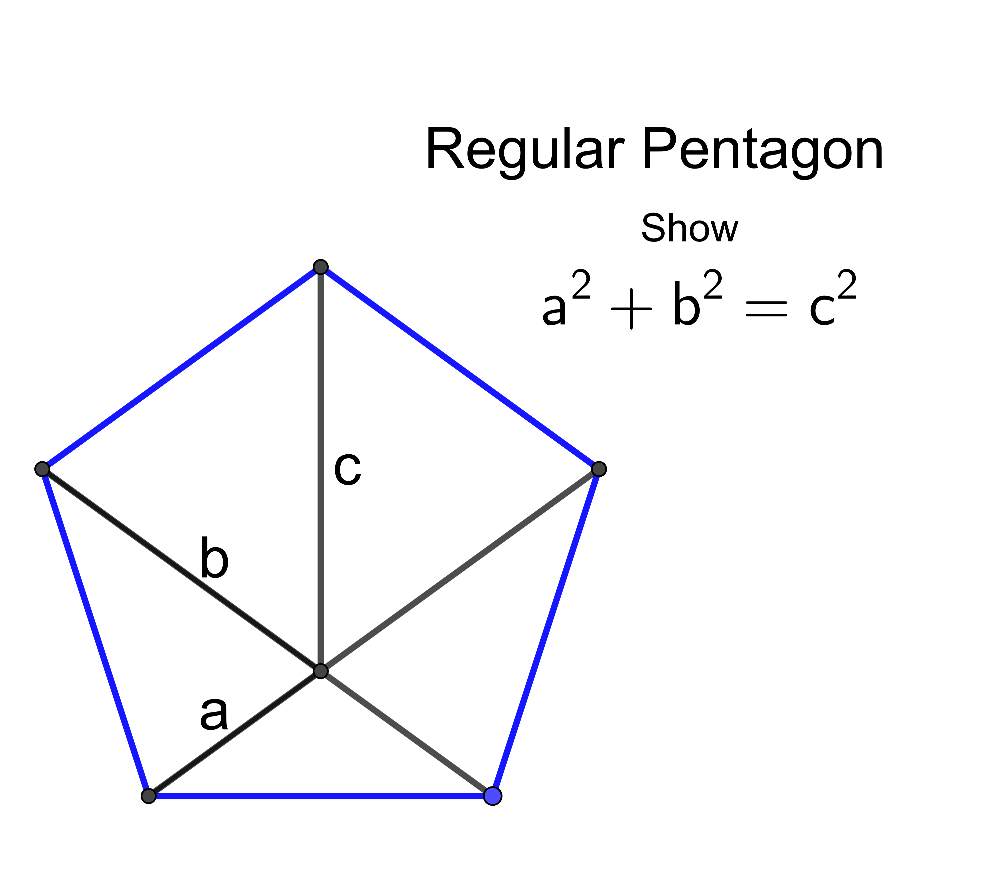 Regular Pentagon
Show
a² + b² = c²
c
b
a